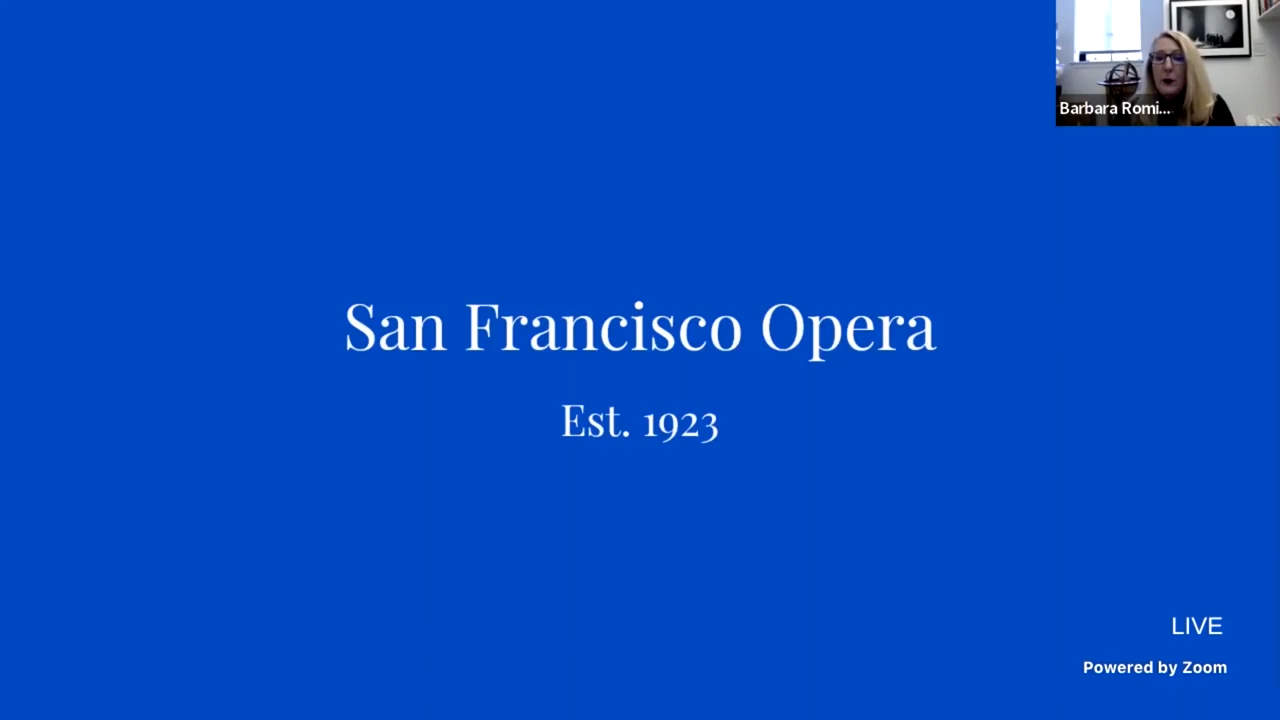 Barbara Romi...
San Francisco Opera
Est. 1923
LIVE
Powered by Zoom